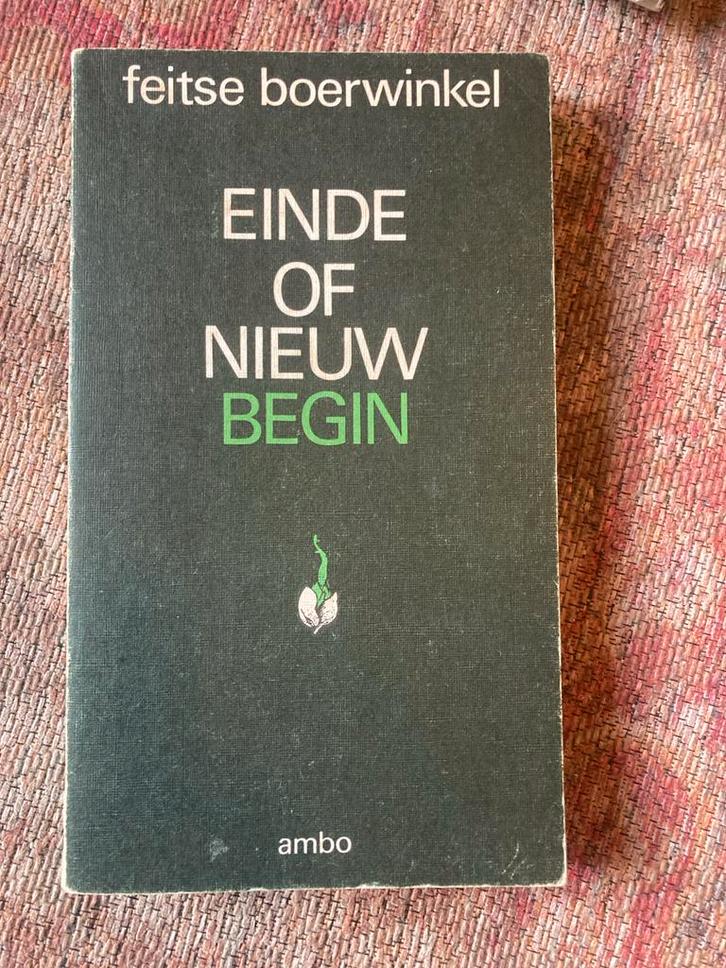 feitse boerwinkel
EINDE
OF
NIEUW
BEGIN
ambo